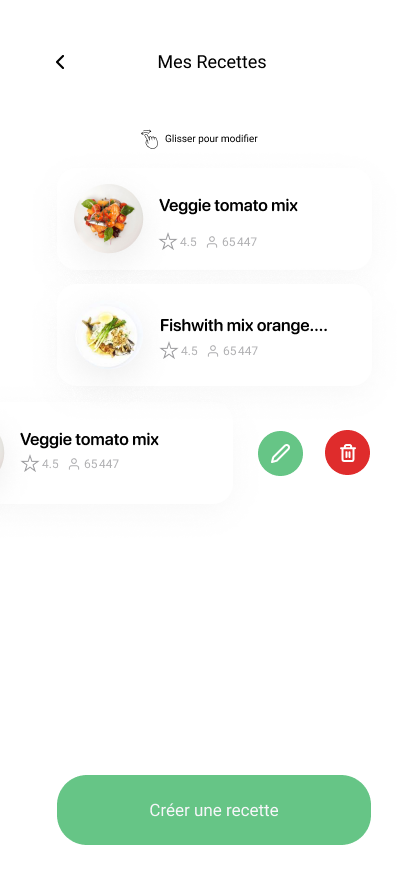 Mes Recettes
Glisser pour modifier
Veggie tomato mix
4.5 65447
Fishwith mix orange....
4.5 65447
Veggie tomato mix
4.5 65447
Créer une recette